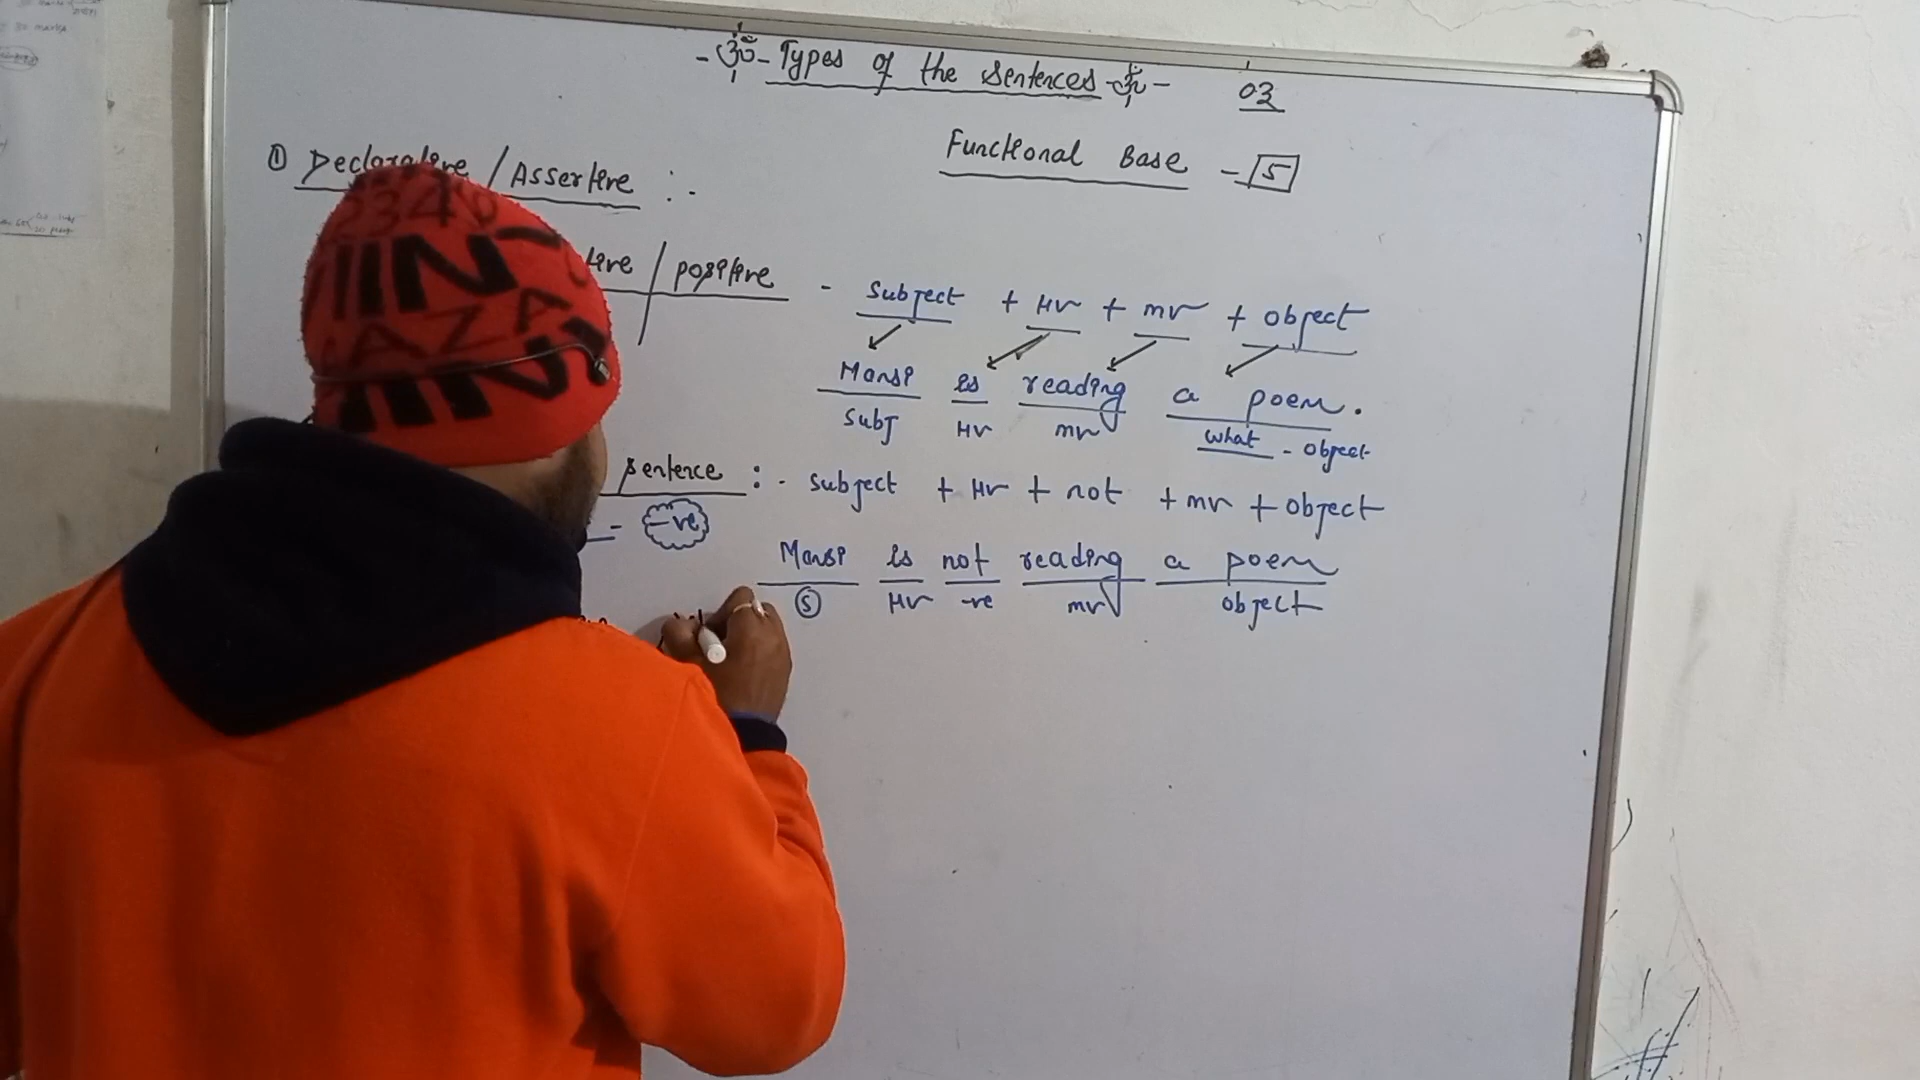 -ॐ- Types of the Sentences -ॐ- 03
Functional Base - 5
① Declarative / Assertive :-
tive / positive - Subject + Hv + mv + object
Mansi is reading a poem.
Subj Hv mv what - object
sentence :- Subject + Hv + not + mv + object
= -ve
Mansi is not reading a poem
Ⓢ Hv -ve mv object